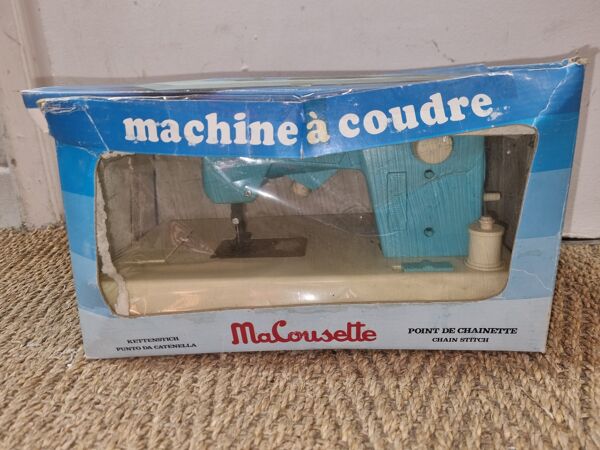 machine à coudre
MaCousette
KETTENSTICH
PUNTO DA CATENELLA
POINT DE CHAINETTE
CHAIN STITCH